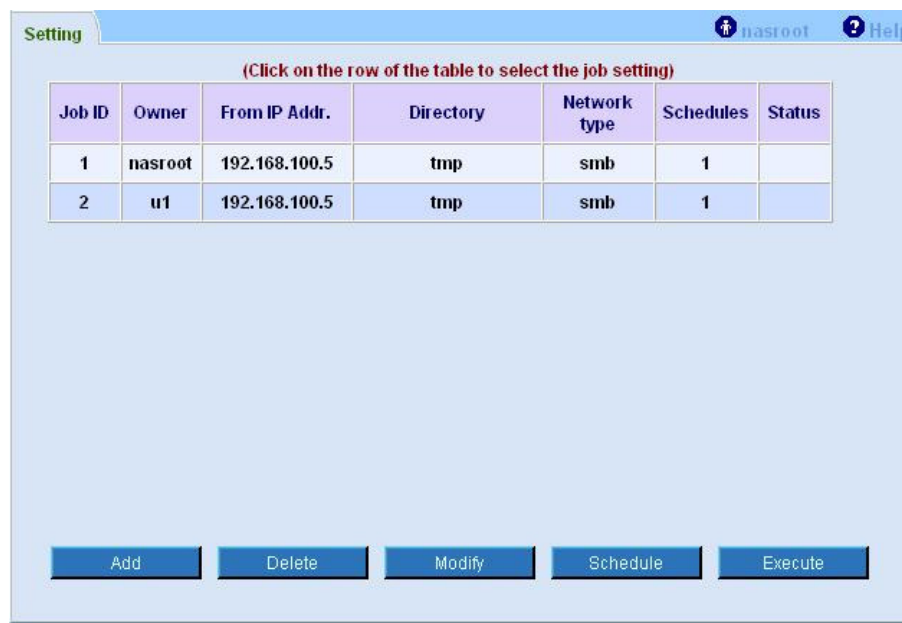 Setting nasroot Help
(Click on the row of the table to select the job setting)
Job ID Owner From IP Addr. Directory Network type Schedules Status
1 nasroot 192.168.100.5 tmp smb 1
2 u1 192.168.100.5 tmp smb 1
Add Delete Modify Schedule Execute